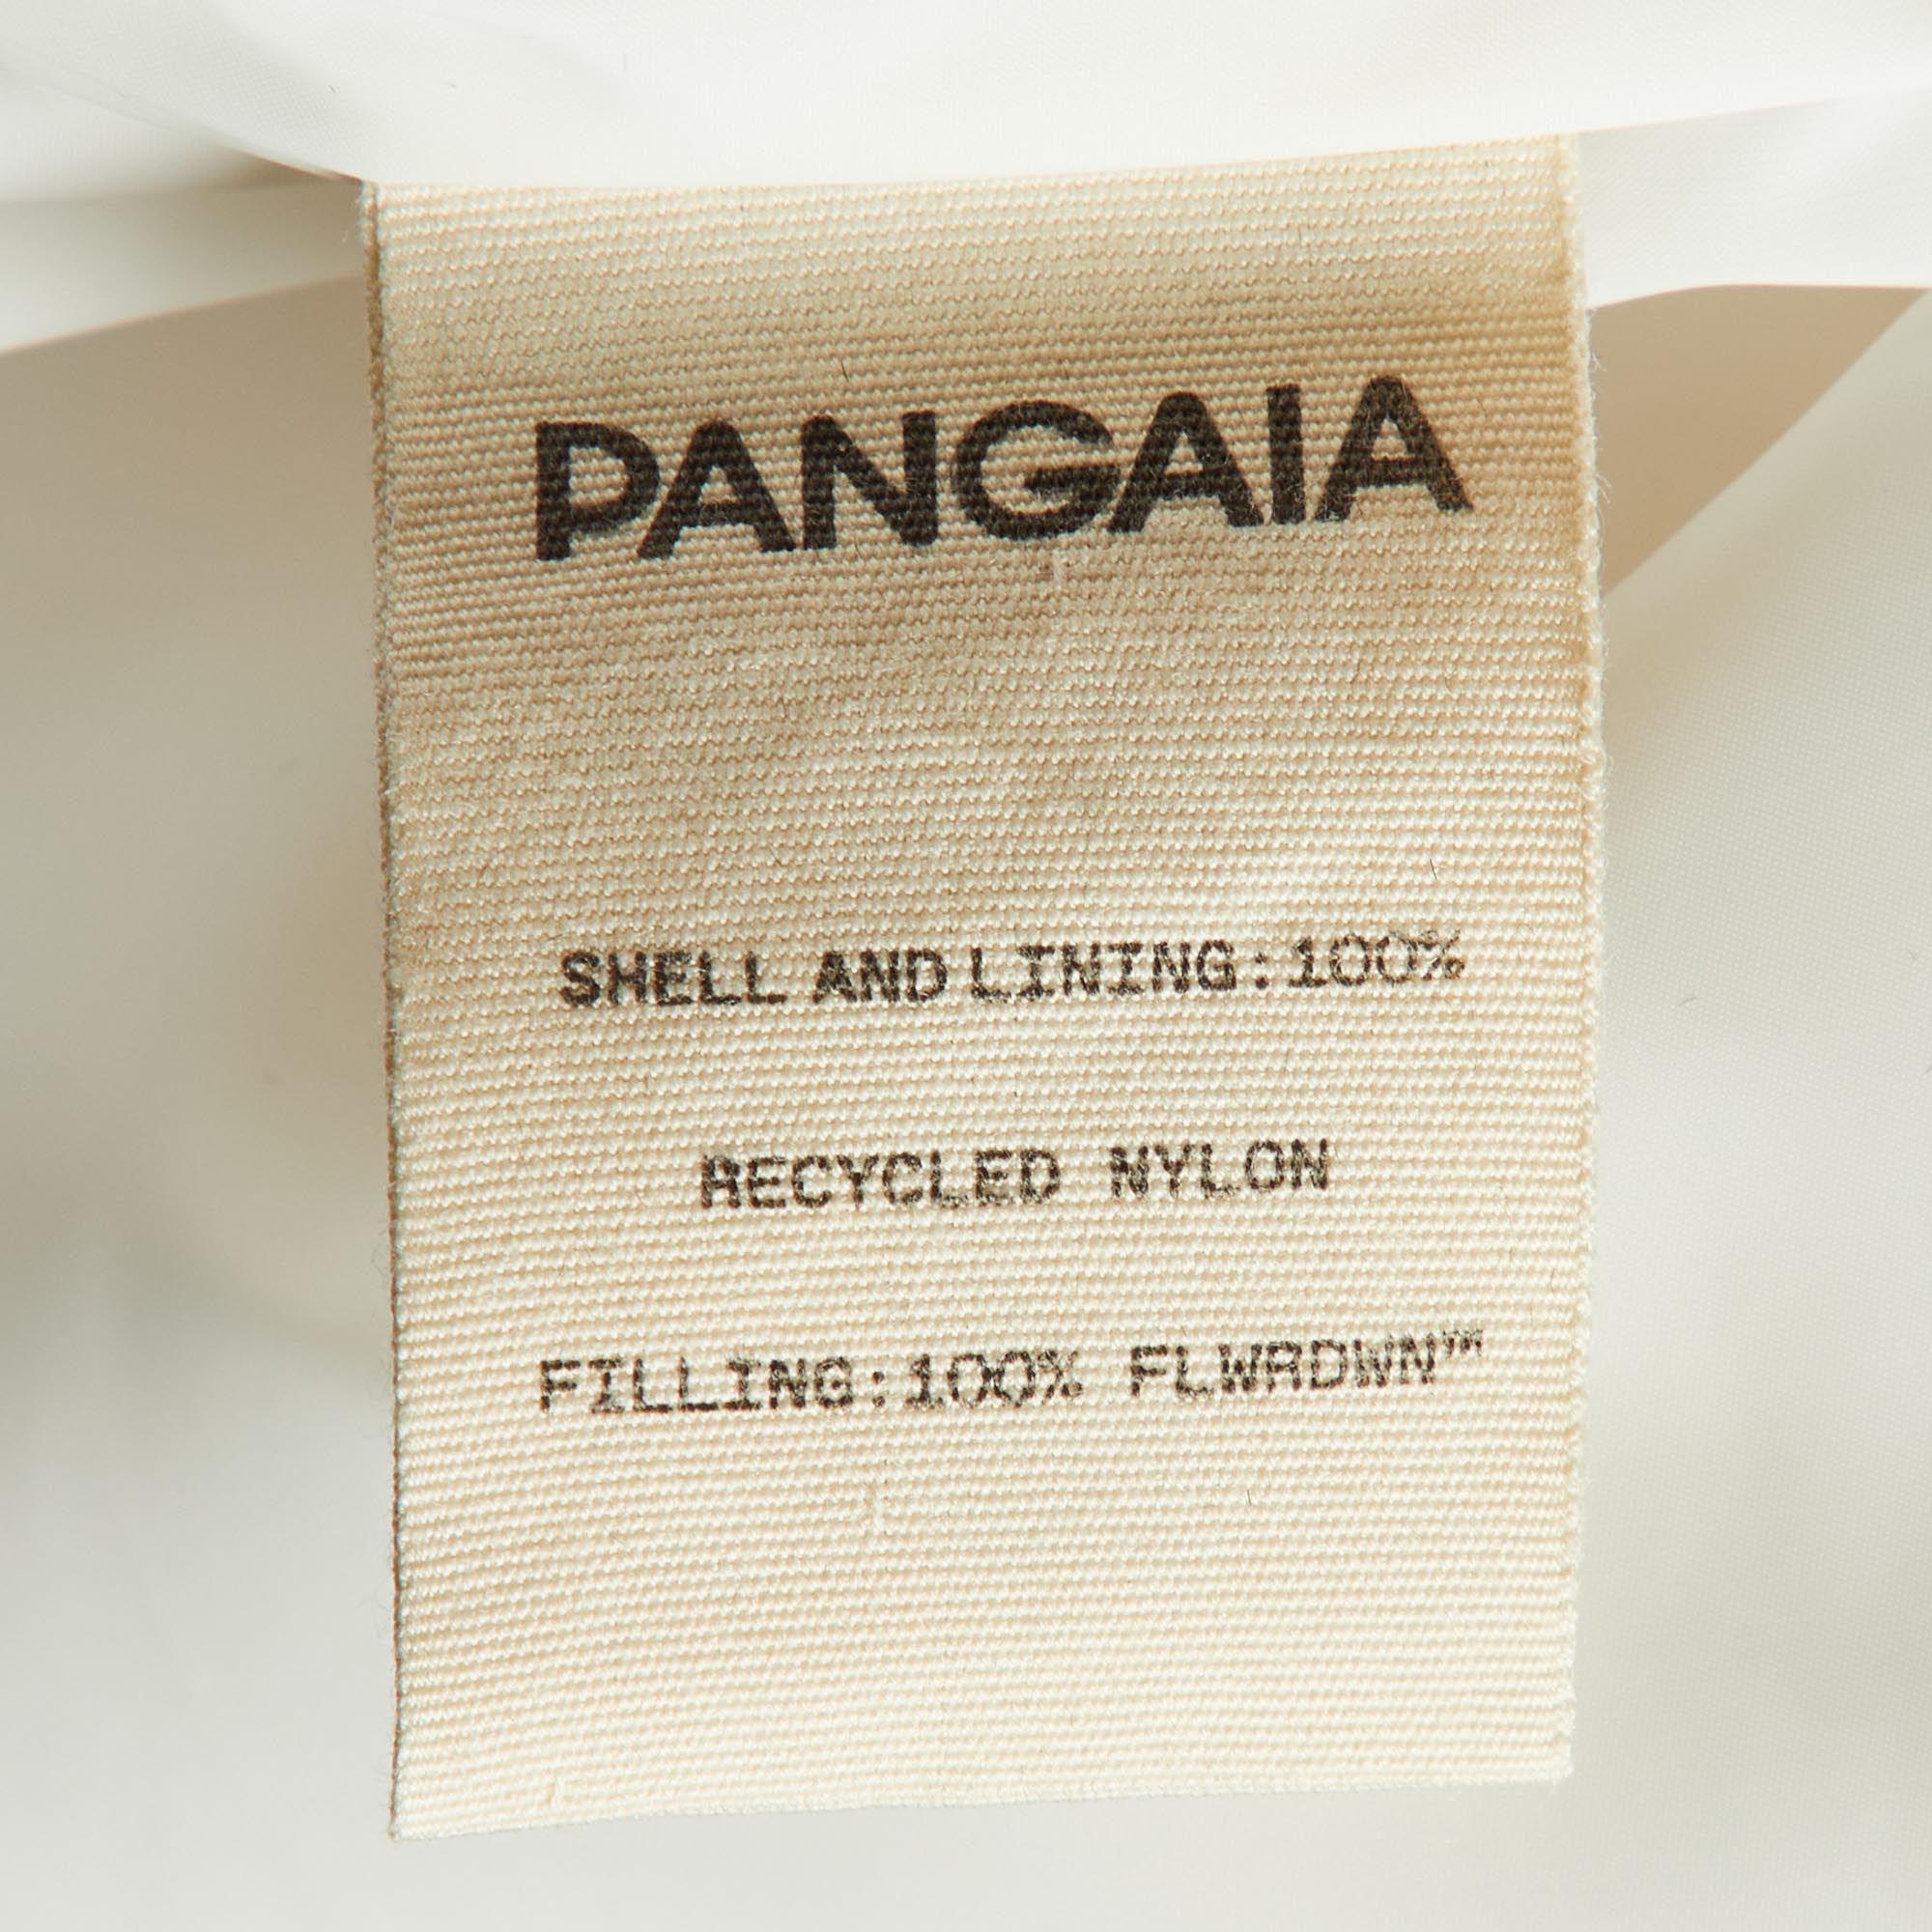 PANGAIA
SHELL AND LINING:100%
RECYCLED NYLON
FILLING:100% FLWRDWN™